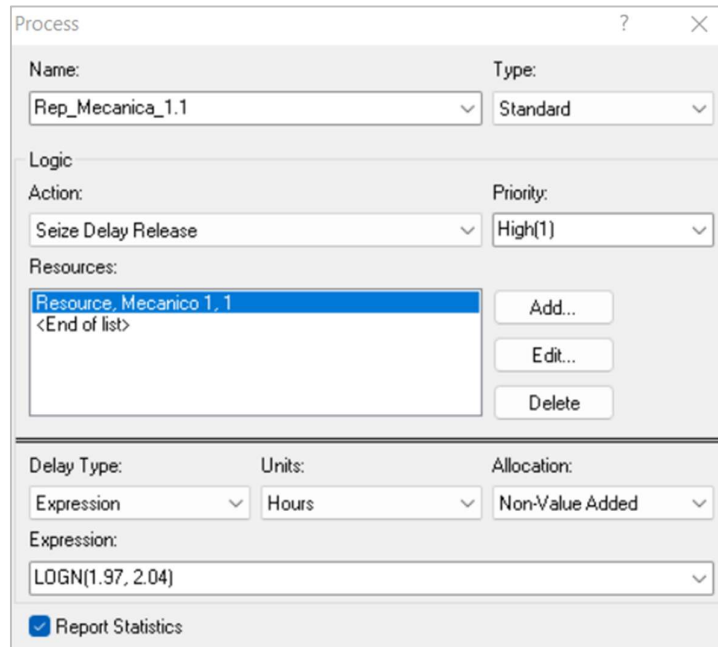 Process ?
Name: Type:
Rep_Mecanica_1.1 Standard
Logic
Action: Priority:
Seize Delay Release High(1)
Resources:
Resource, Mecanico 1, 1 Add...
<End of list>
Edit...
Delete
Delay Type: Units: Allocation:
Expression Hours Non-Value Added
Expression:
LOGN(1.97, 2.04)
Report Statistics